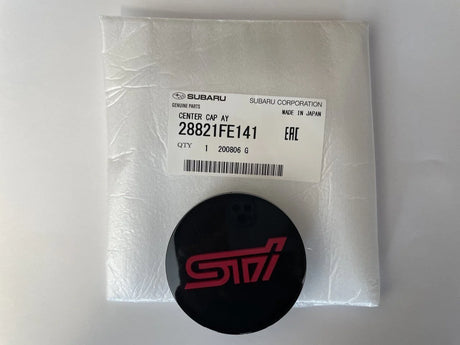 SUBARU
SUBARU CORPORATION
GENUINE PARTS
MADE IN JAPAN
CENTER CAP AY
28821FE141
EAC
QTY 1 200806 G
STI